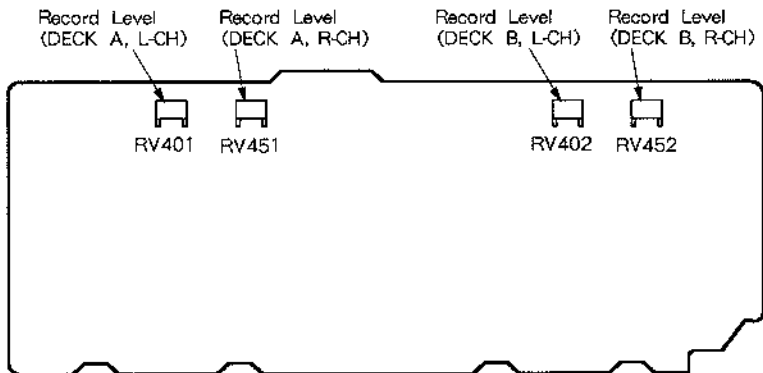 Record Level
(DECK A, L-CH)
Record Level
(DECK A, R-CH)
Record Level
(DECK B, L-CH)
Record Level
(DECK B, R-CH)
RV401
RV451
RV402
RV452